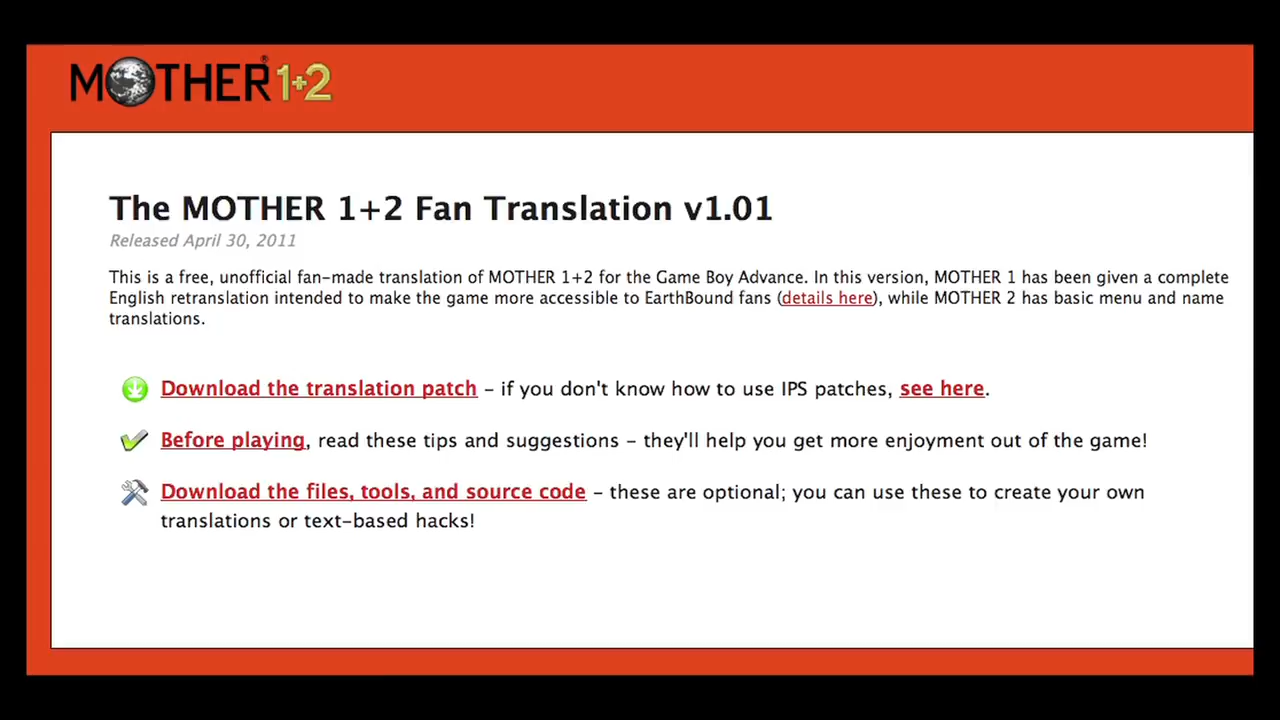 MOTHER® 1+2
The MOTHER 1+2 Fan Translation v1.01
Released April 30, 2011
This is a free, unofficial fan-made translation of MOTHER 1+2 for the Game Boy Advance. In this version, MOTHER 1 has been given a complete
English retranslation intended to make the game more accessible to EarthBound fans (details here), while MOTHER 2 has basic menu and name
translations.
Download the translation patch – if you don't know how to use IPS patches, see here.
Before playing, read these tips and suggestions – they'll help you get more enjoyment out of the game!
Download the files, tools, and source code – these are optional; you can use these to create your own
translations or text-based hacks!